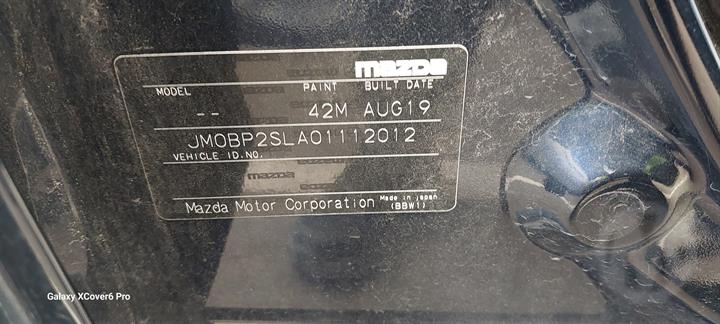 mazda
MODEL PAINT BUILT DATE
-- 42M AUG19
JM0BP2SLA01112012
VEHICLE ID.NO.
mazda
Mazda Motor Corporation Made in Japan
(BBW1)
Galaxy XCover6 Pro